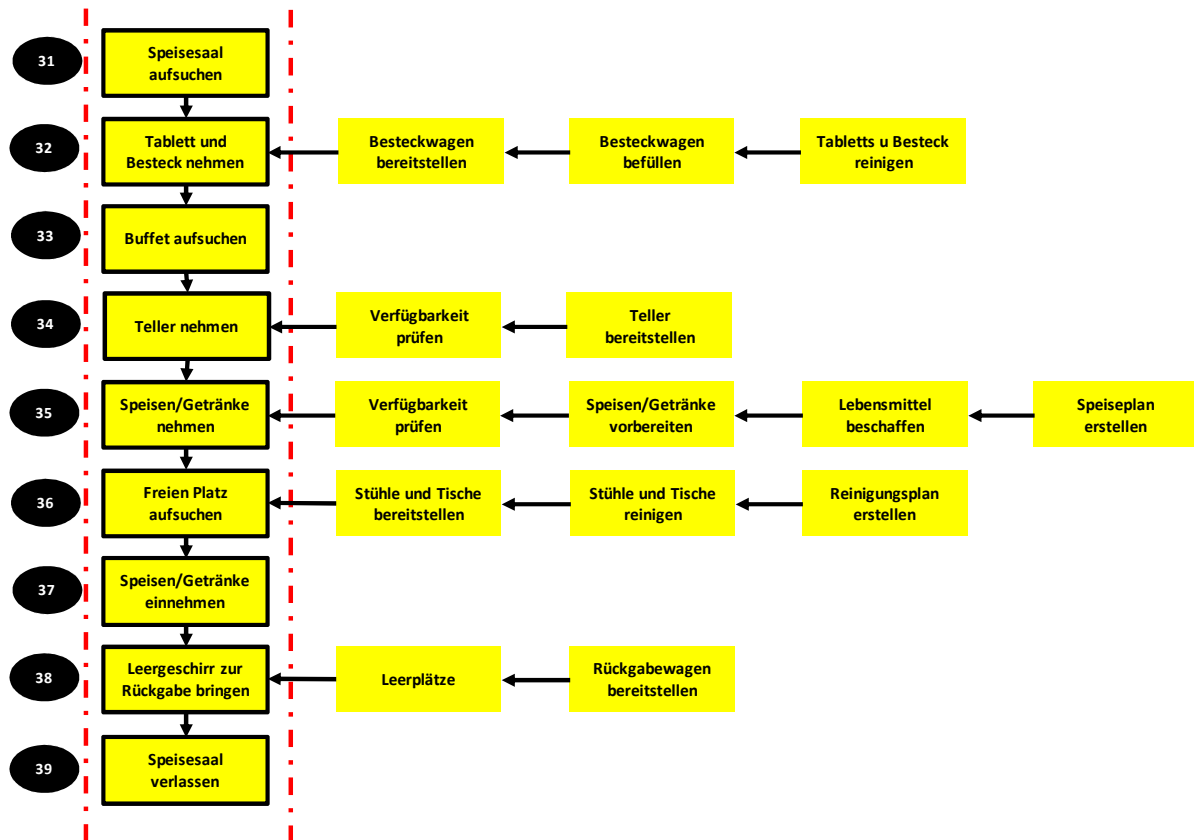 31
Speisesaal
aufsuchen
32
Tablett und
Besteck nehmen
Besteckwagen
bereitstellen
Besteckwagen
befüllen
Tabletts u Besteck
reinigen
33
Buffet aufsuchen
34
Teller nehmen
Verfügbarkeit
prüfen
Teller
bereitstellen
35
Speisen/Getränke
nehmen
Verfügbarkeit
prüfen
Speisen/Getränke
vorbereiten
Lebensmittel
beschaffen
Speiseplan
erstellen
36
Freien Platz
aufsuchen
Stühle und Tische
bereitstellen
Stühle und Tische
reinigen
Reinigungsplan
erstellen
37
Speisen/Getränke
einnehmen
38
Leergeschirr zur
Rückgabe bringen
Leerplätze
Rückgabewagen
bereitstellen
39
Speisesaal
verlassen